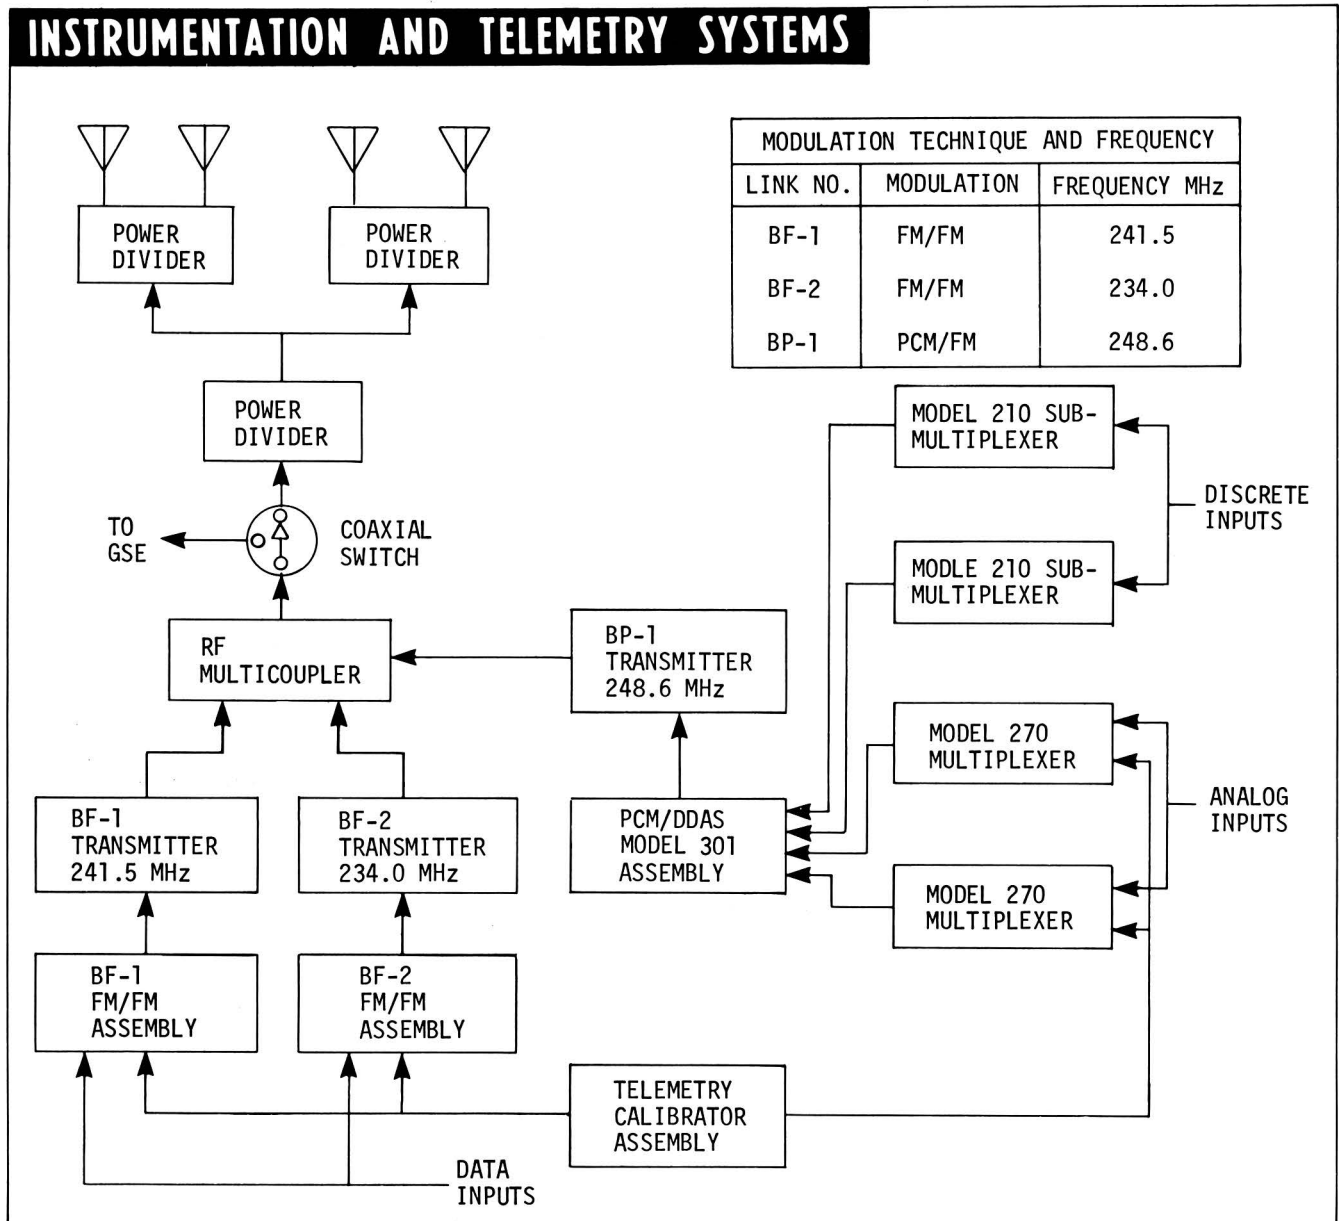 INSTRUMENTATION AND TELEMETRY SYSTEMS
MODULATION TECHNIQUE AND FREQUENCY
LINK NO. MODULATION FREQUENCY MHz
BF-1 FM/FM 241.5
BF-2 FM/FM 234.0
BP-1 PCM/FM 248.6
POWER
DIVIDER
POWER
DIVIDER
POWER
DIVIDER
TO
GSE
COAXIAL
SWITCH
RF
MULTICOUPLER
BP-1
TRANSMITTER
248.6 MHz
MODEL 210 SUB-
MULTIPLEXER
DISCRETE
INPUTS
MODLE 210 SUB-
MULTIPLEXER
MODEL 270
MULTIPLEXER
ANALOG
INPUTS
MODEL 270
MULTIPLEXER
BF-1
TRANSMITTER
241.5 MHz
BF-2
TRANSMITTER
234.0 MHz
PCM/DDAS
MODEL 301
ASSEMBLY
BF-1
FM/FM
ASSEMBLY
BF-2
FM/FM
ASSEMBLY
TELEMETRY
CALIBRATOR
ASSEMBLY
DATA
INPUTS